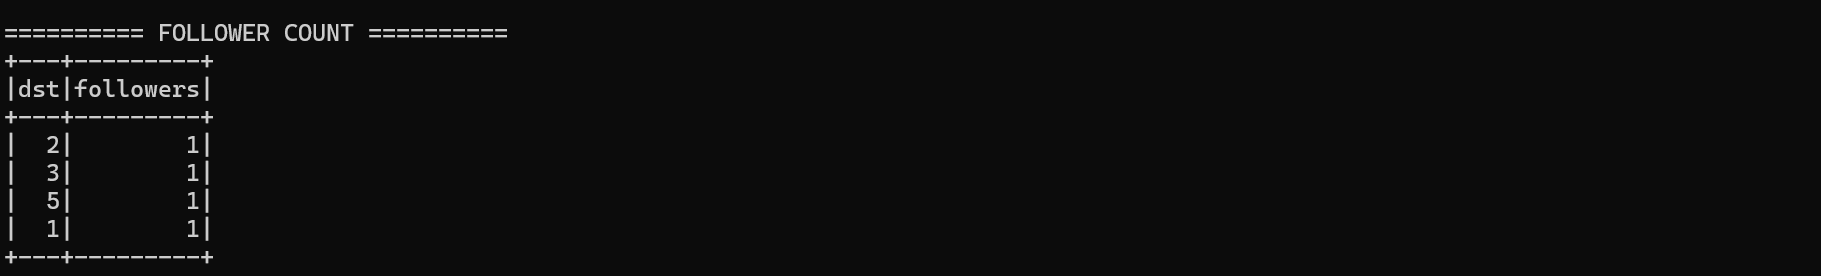 ========== FOLLOWER COUNT ==========
+---+---------+
|dst|followers|
+---+---------+
|  2|        1|
|  3|        1|
|  5|        1|
|  1|        1|
+---+---------+